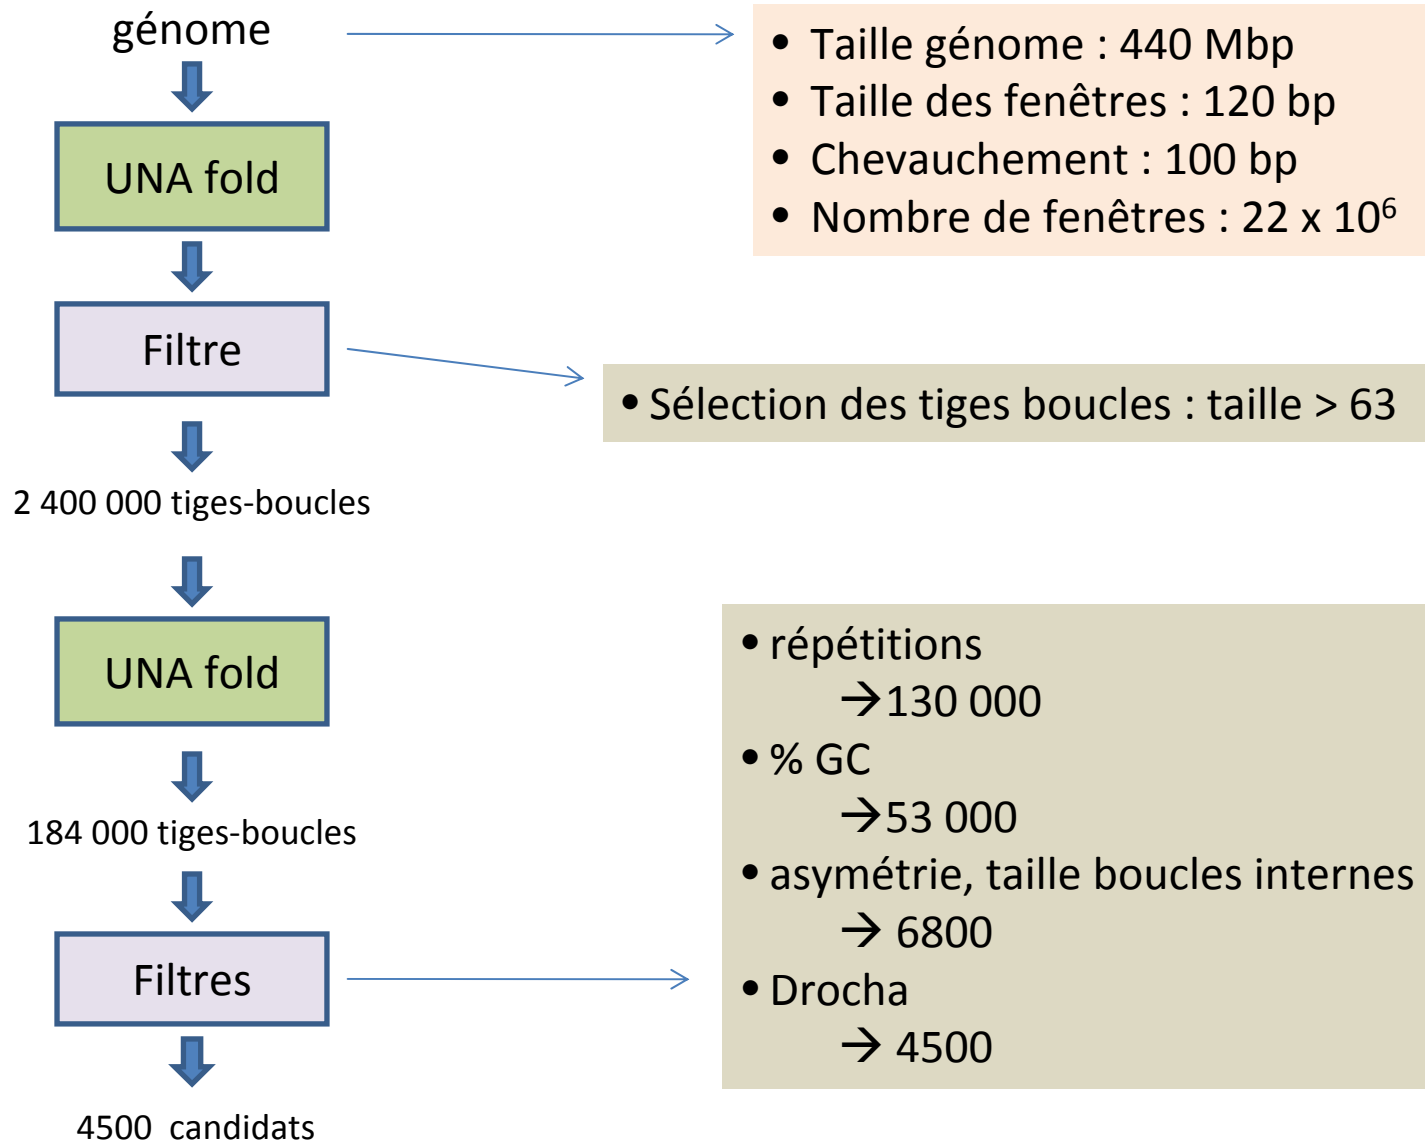 génome
• Taille génome : 440 Mbp
• Taille des fenêtres : 120 bp
• Chevauchement : 100 bp
• Nombre de fenêtres : 22 x 10⁶
UNA fold
Filtre
• Sélection des tiges boucles : taille > 63
2 400 000 tiges-boucles
UNA fold
184 000 tiges-boucles
Filtres
• répétitions
→130 000
• % GC
→53 000
• asymétrie, taille boucles internes
→ 6800
• Drocha
→ 4500
4500 candidats